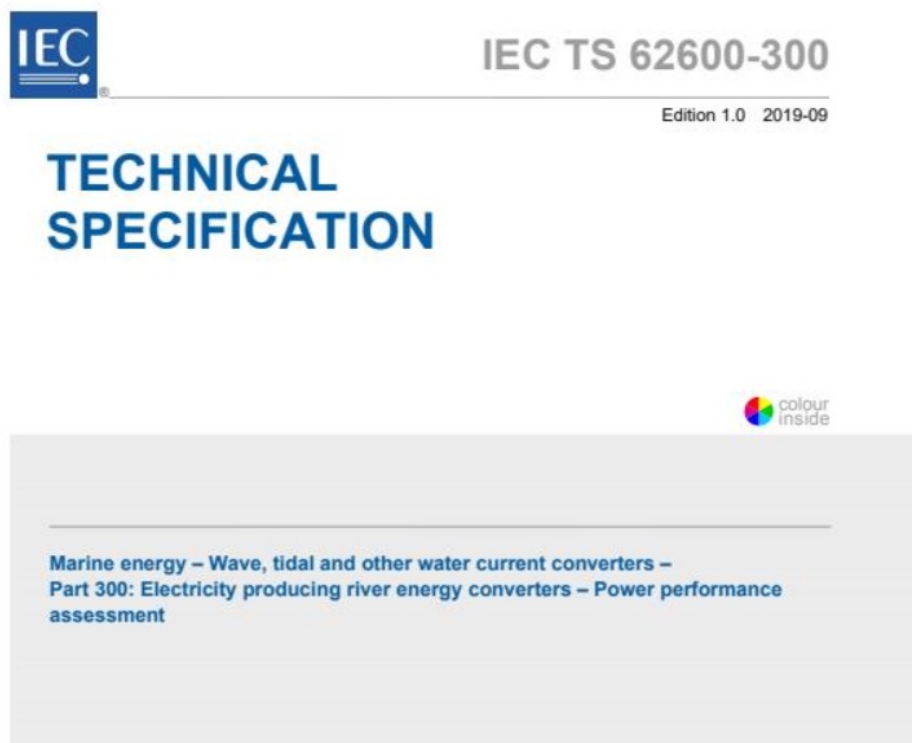 IEC
®
IEC TS 62600-300
Edition 1.0 2019-09
TECHNICAL
SPECIFICATION
colour
inside
Marine energy – Wave, tidal and other water current converters –
Part 300: Electricity producing river energy converters – Power performance
assessment